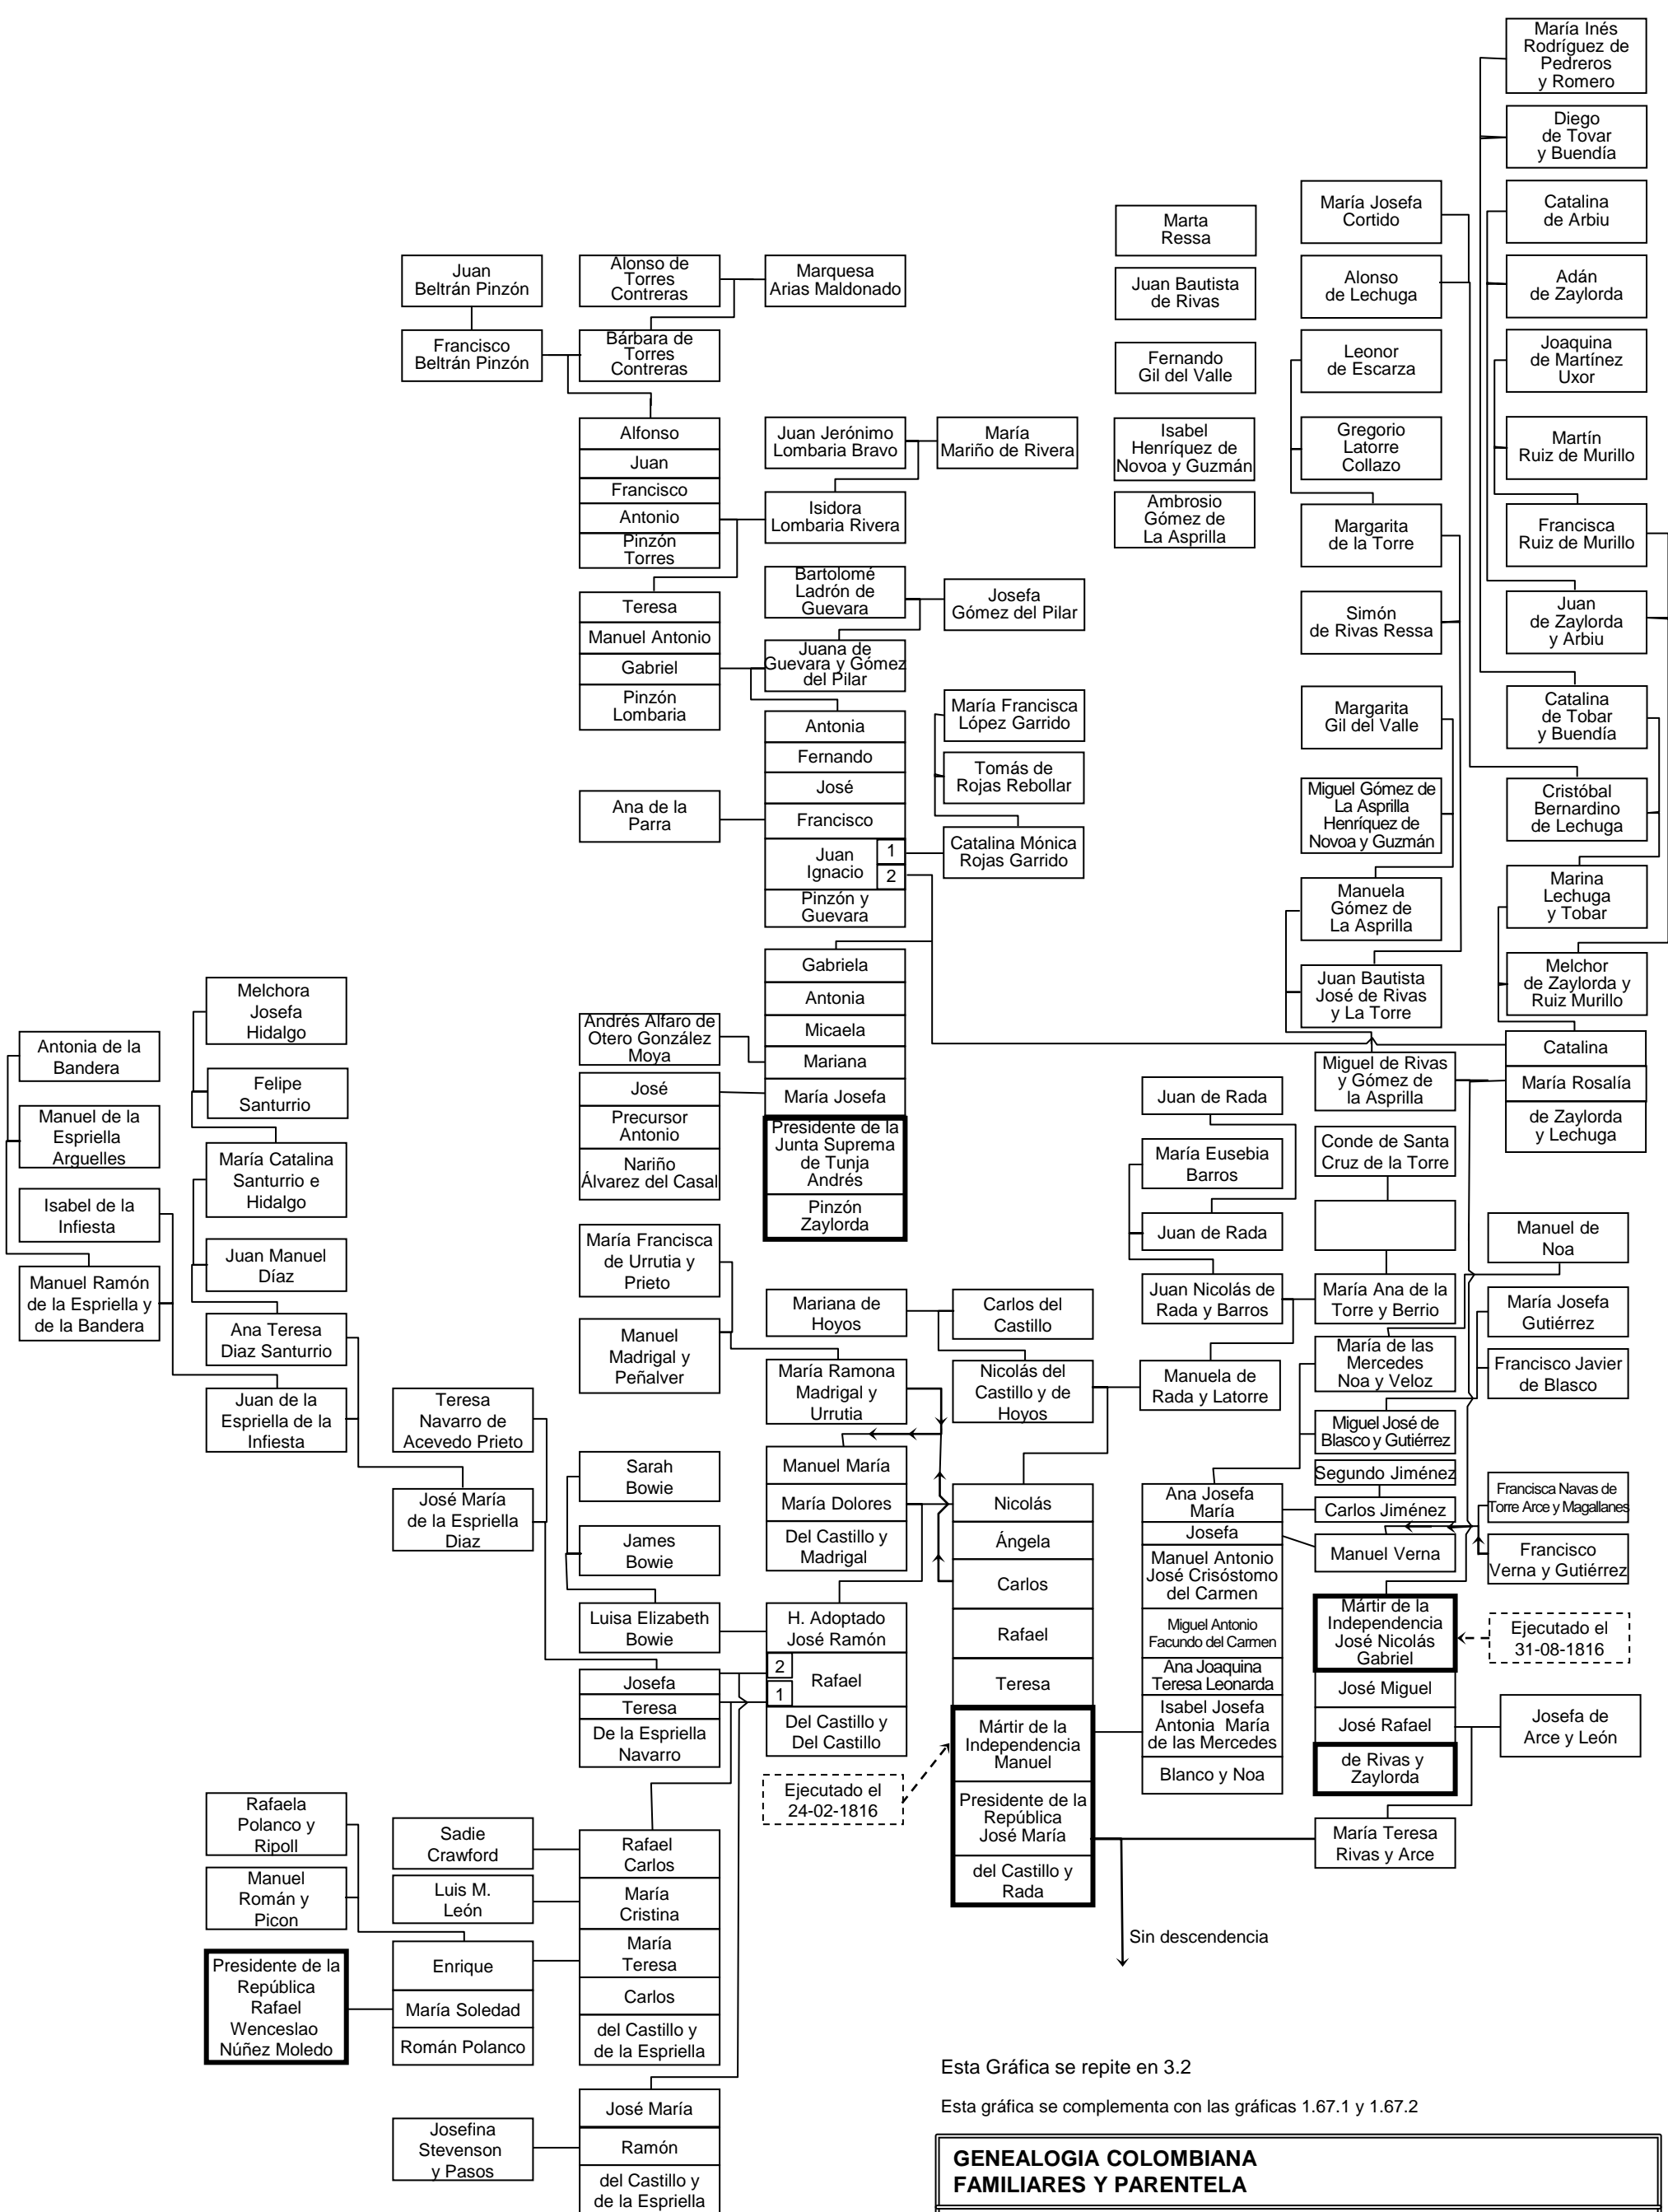 María Inés
Rodríguez de
Pedreros
y Romero
Diego
de Tovar
y Buendía
Catalina
de Arbiu
Adán
de Zaylorda
Joaquina
de Martínez
Uxor
Martín
Ruiz de Murillo
Francisca
Ruiz de Murillo
Juan
de Zaylorda
y Arbiu
Catalina
de Tobar
y Buendía
Cristóbal
Bernardino
de Lechuga
Marina
Lechuga
y Tobar
Melchor
de Zaylorda y
Ruiz Murillo
Catalina
María Rosalía
de Zaylorda
y Lechuga
María Josefa
Cortido
Alonso
de Lechuga
Leonor
de Escarza
Gregorio
Latorre
Collazo
Margarita
de la Torre
Simón
de Rivas Ressa
Margarita
Gil del Valle
Miguel Gómez de
La Asprilla
Henríquez de
Novoa y Guzmán
Manuela
Gómez de
La Asprilla
Juan Bautista
José de Rivas
y La Torre
Miguel de Rivas
y Gómez de
la Asprilla
Marta
Ressa
Juan Bautista
de Rivas
Fernando
Gil del Valle
Isabel
Henríquez de
Novoa y Guzmán
Ambrosio
Gómez de
La Asprilla
Juan
Beltrán Pinzón
Alonso de
Torres
Contreras
Marquesa
Arias Maldonado
Francisco
Beltrán Pinzón
Bárbara de
Torres
Contreras
Alfonso
Juan
Francisco
Antonio
Pinzón
Torres
Juan Jerónimo
Lombaria Bravo
María
Mariño de Rivera
Isidora
Lombaria Rivera
Bartolomé
Ladrón de
Guevara
Josefa
Gómez del Pilar
Teresa
Manuel Antonio
Gabriel
Pinzón
Lombaria
Juana de
Guevara y Gómez
del Pilar
Antonia
Fernando
José
Francisco
Juan
Ignacio
1
2
Pinzón y
Guevara
Ana de la
Parra
María Francisca
López Garrido
Tomás de
Rojas Rebollar
Catalina Mónica
Rojas Garrido
Gabriela
Antonia
Micaela
Mariana
María Josefa
Presidente de la
Junta Suprema
de Tunja
Andrés
Pinzón
Zaylorda
Andrés Alfaro de
Otero González
Moya
José
Precursor
Antonio
Nariño
Álvarez del Casal
María Francisca
de Urrutia y
Prieto
Manuel
Madrigal y
Peñalver
Melchora
Josefa
Hidalgo
Felipe
Santurrio
María Catalina
Santurrio e
Hidalgo
Juan Manuel
Díaz
Ana Teresa
Diaz Santurrio
Juan de la
Espriella de la
Infiesta
Antonia de la
Bandera
Manuel de la
Espriella
Arguelles
Isabel de la
Infiesta
Manuel Ramón
de la Espriella y
de la Bandera
Teresa
Navarro de
Acevedo Prieto
José María
de la Espriella
Diaz
Juan de Rada
María Eusebia
Barros
Juan de Rada
Juan Nicolás de
Rada y Barros
Conde de Santa
Cruz de la Torre
María Ana de la
Torre y Berrio
Manuel de
Noa
María Josefa
Gutiérrez
Francisco Javier
de Blasco
María de las
Mercedes
Noa y Veloz
Miguel José de
Blasco y Gutiérrez
Segundo Jiménez
Carlos Jiménez
Manuel Verna
Francisca Navas de
Torre Arce y Magallanes
Francisco
Verna y Gutiérrez
Mariana de
Hoyos
Carlos del
Castillo
María Ramona
Madrigal y
Urrutia
Nicolás del
Castillo y de
Hoyos
Manuela de
Rada y Latorre
Manuel María
María Dolores
Del Castillo y
Madrigal
Sarah
Bowie
James
Bowie
Luisa Elizabeth
Bowie
H. Adoptado
José Ramón
2
1
Rafael
Del Castillo y
Del Castillo
Josefa
Teresa
De la Espriella
Navarro
Nicolás
Ángela
Carlos
Rafael
Teresa
Mártir de la
Independencia
Manuel
Presidente de la
República
José María
del Castillo y
Rada
Ana Josefa
María
Josefa
Manuel Antonio
José Crisóstomo
del Carmen
Miguel Antonio
Facundo del Carmen
Ana Joaquina
Teresa Leonarda
Isabel Josefa
Antonia María
de las Mercedes
Blanco y Noa
Mártir de la
Independencia
José Nicolás
Gabriel
José Miguel
José Rafael
de Rivas y
Zaylorda
Ejecutado el
31-08-1816
Josefa de
Arce y León
María Teresa
Rivas y Arce
Ejecutado el
24-02-1816
Sin descendencia
Rafaela
Polanco y
Ripoll
Manuel
Román y
Picon
Presidente de la
República
Rafael
Wenceslao
Núñez Moledo
Sadie
Crawford
Luis M.
León
Enrique
María Soledad
Román Polanco
Rafael
Carlos
María
Cristina
María
Teresa
Carlos
del Castillo y
de la Espriella
Josefina
Stevenson
y Pasos
José María
Ramón
del Castillo y
de la Espriella
Esta Gráfica se repite en 3.2
Esta gráfica se complementa con las gráficas 1.67.1 y 1.67.2
GENEALOGIA COLOMBIANA
FAMILIARES Y PARENTELA